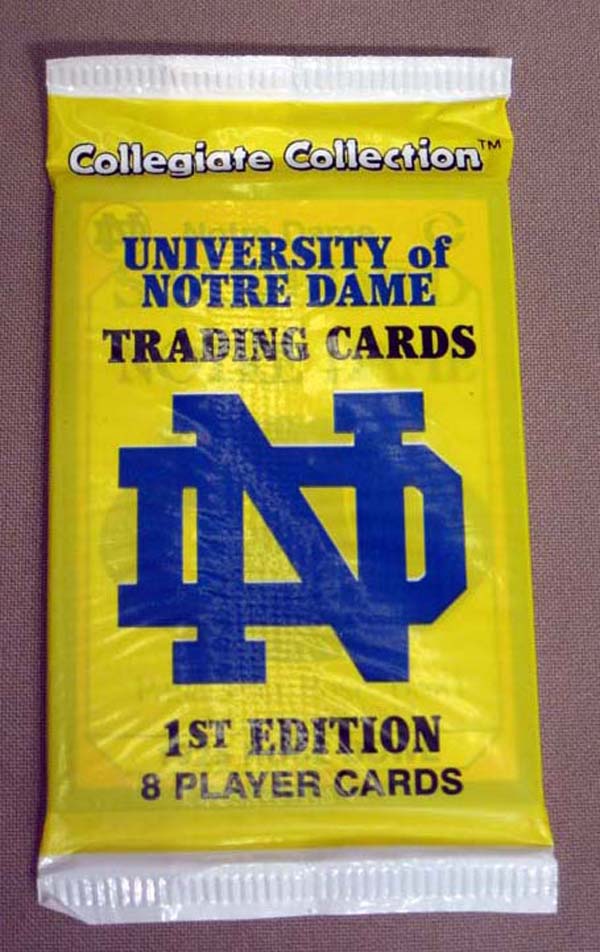 Collegiate Collection™
UNIVERSITY of
NOTRE DAME
TRADING CARDS
ND
1ST EDITION
8 PLAYER CARDS